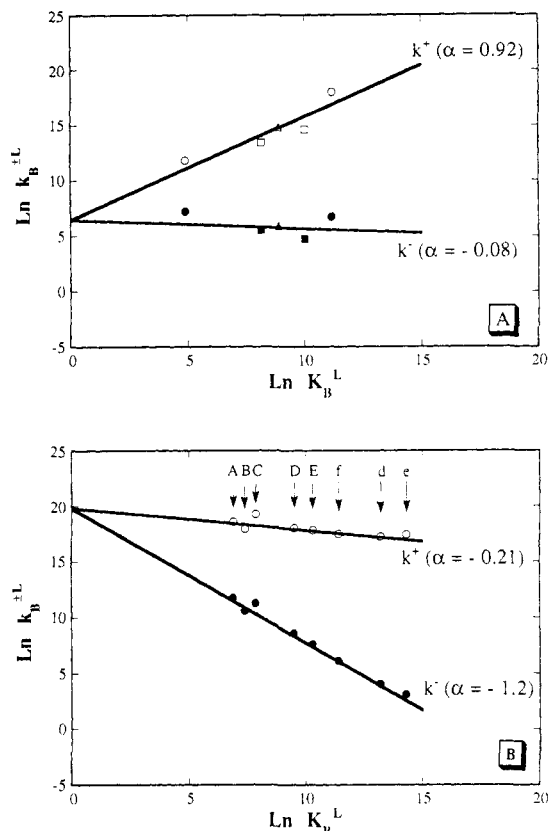 25
20
15
10
5
0
-5
Ln k_B^{±L}
k⁺ (α = 0.92)
k⁻ (α = - 0.08)
A
0 5 10 15 20
Ln K_B^L
25
20
15
10
5
0
-5
Ln k_B^{±L}
A B C D E f d e
k⁺ (α = - 0.21)
k⁻ (α = - 1.2)
B
0 5 10 15 20
Ln K_B^L